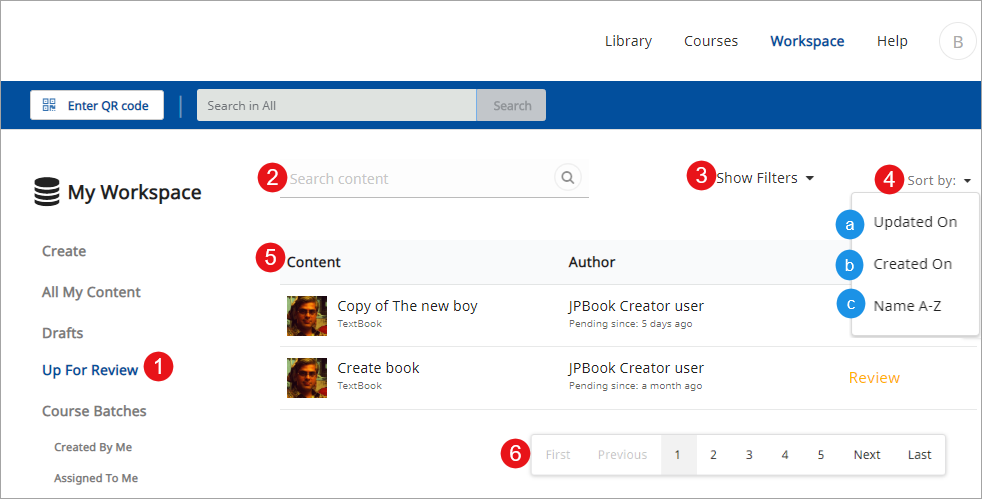 Library Courses Workspace Help B
Enter QR code | Search in All Search
My Workspace
2 Search content
3 Show Filters
4 Sort by:
a Updated On
b Created On
c Name A-Z
Create
All My Content
Drafts
Up For Review 1
Course Batches
Created By Me
Assigned To Me
5 Content Author
Copy of The new boy JPBook Creator user
TextBook Pending since: 5 days ago
Create book JPBook Creator user
TextBook Pending since: a month ago
Review
6 First Previous 1 2 3 4 5 Next Last